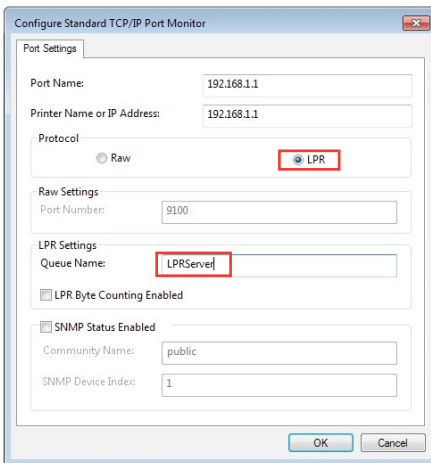 Configure Standard TCP/IP Port Monitor
Port Settings
Port Name: 192.168.1.1
Printer Name or IP Address: 192.168.1.1
Protocol
Raw LPR
Raw Settings
Port Number: 9100
LPR Settings
Queue Name: LPRServer
LPR Byte Counting Enabled
SNMP Status Enabled
Community Name: public
SNMP Device Index: 1
OK Cancel